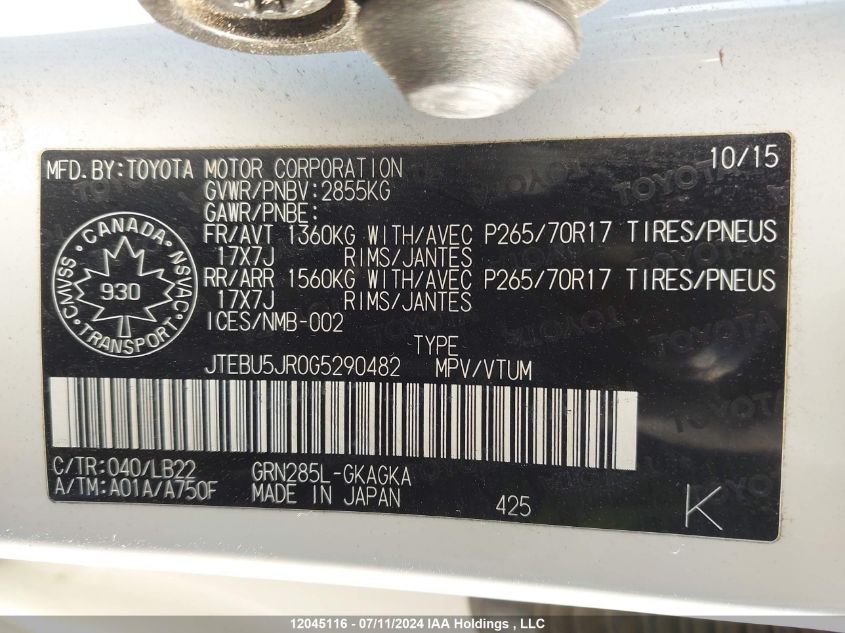 MFD.BY:TOYOTA MOTOR CORPORATION 10/15
GVWR/PNBV:2855KG
GAWR/PNBE:
FR/AVT 1360KG WITH/AVEC P265/70R17 TIRES/PNEUS
17X7J RIMS/JANTES
RR/ARR 1560KG WITH/AVEC P265/70R17 TIRES/PNEUS
17X7J RIMS/JANTES
ICES/NMB-002
CANADA
CMVSS NSVAC
930
TRANSPORT
TYPE
JTEBU5JR0G5290482 MPV/VTUM
C/TR:040/LB22 GRN285L-GKAGKA
A/TM:A01A/A750F MADE IN JAPAN 425 K
12045116 - 07/11/2024 IAA Holdings , LLC